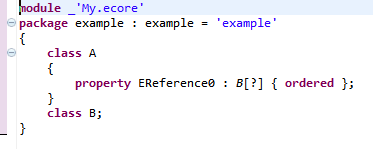 module _'My.ecore'
package example : example = 'example'
{
    class A
    {
        property EReference0 : B[?] { ordered };
    }
    class B;
}